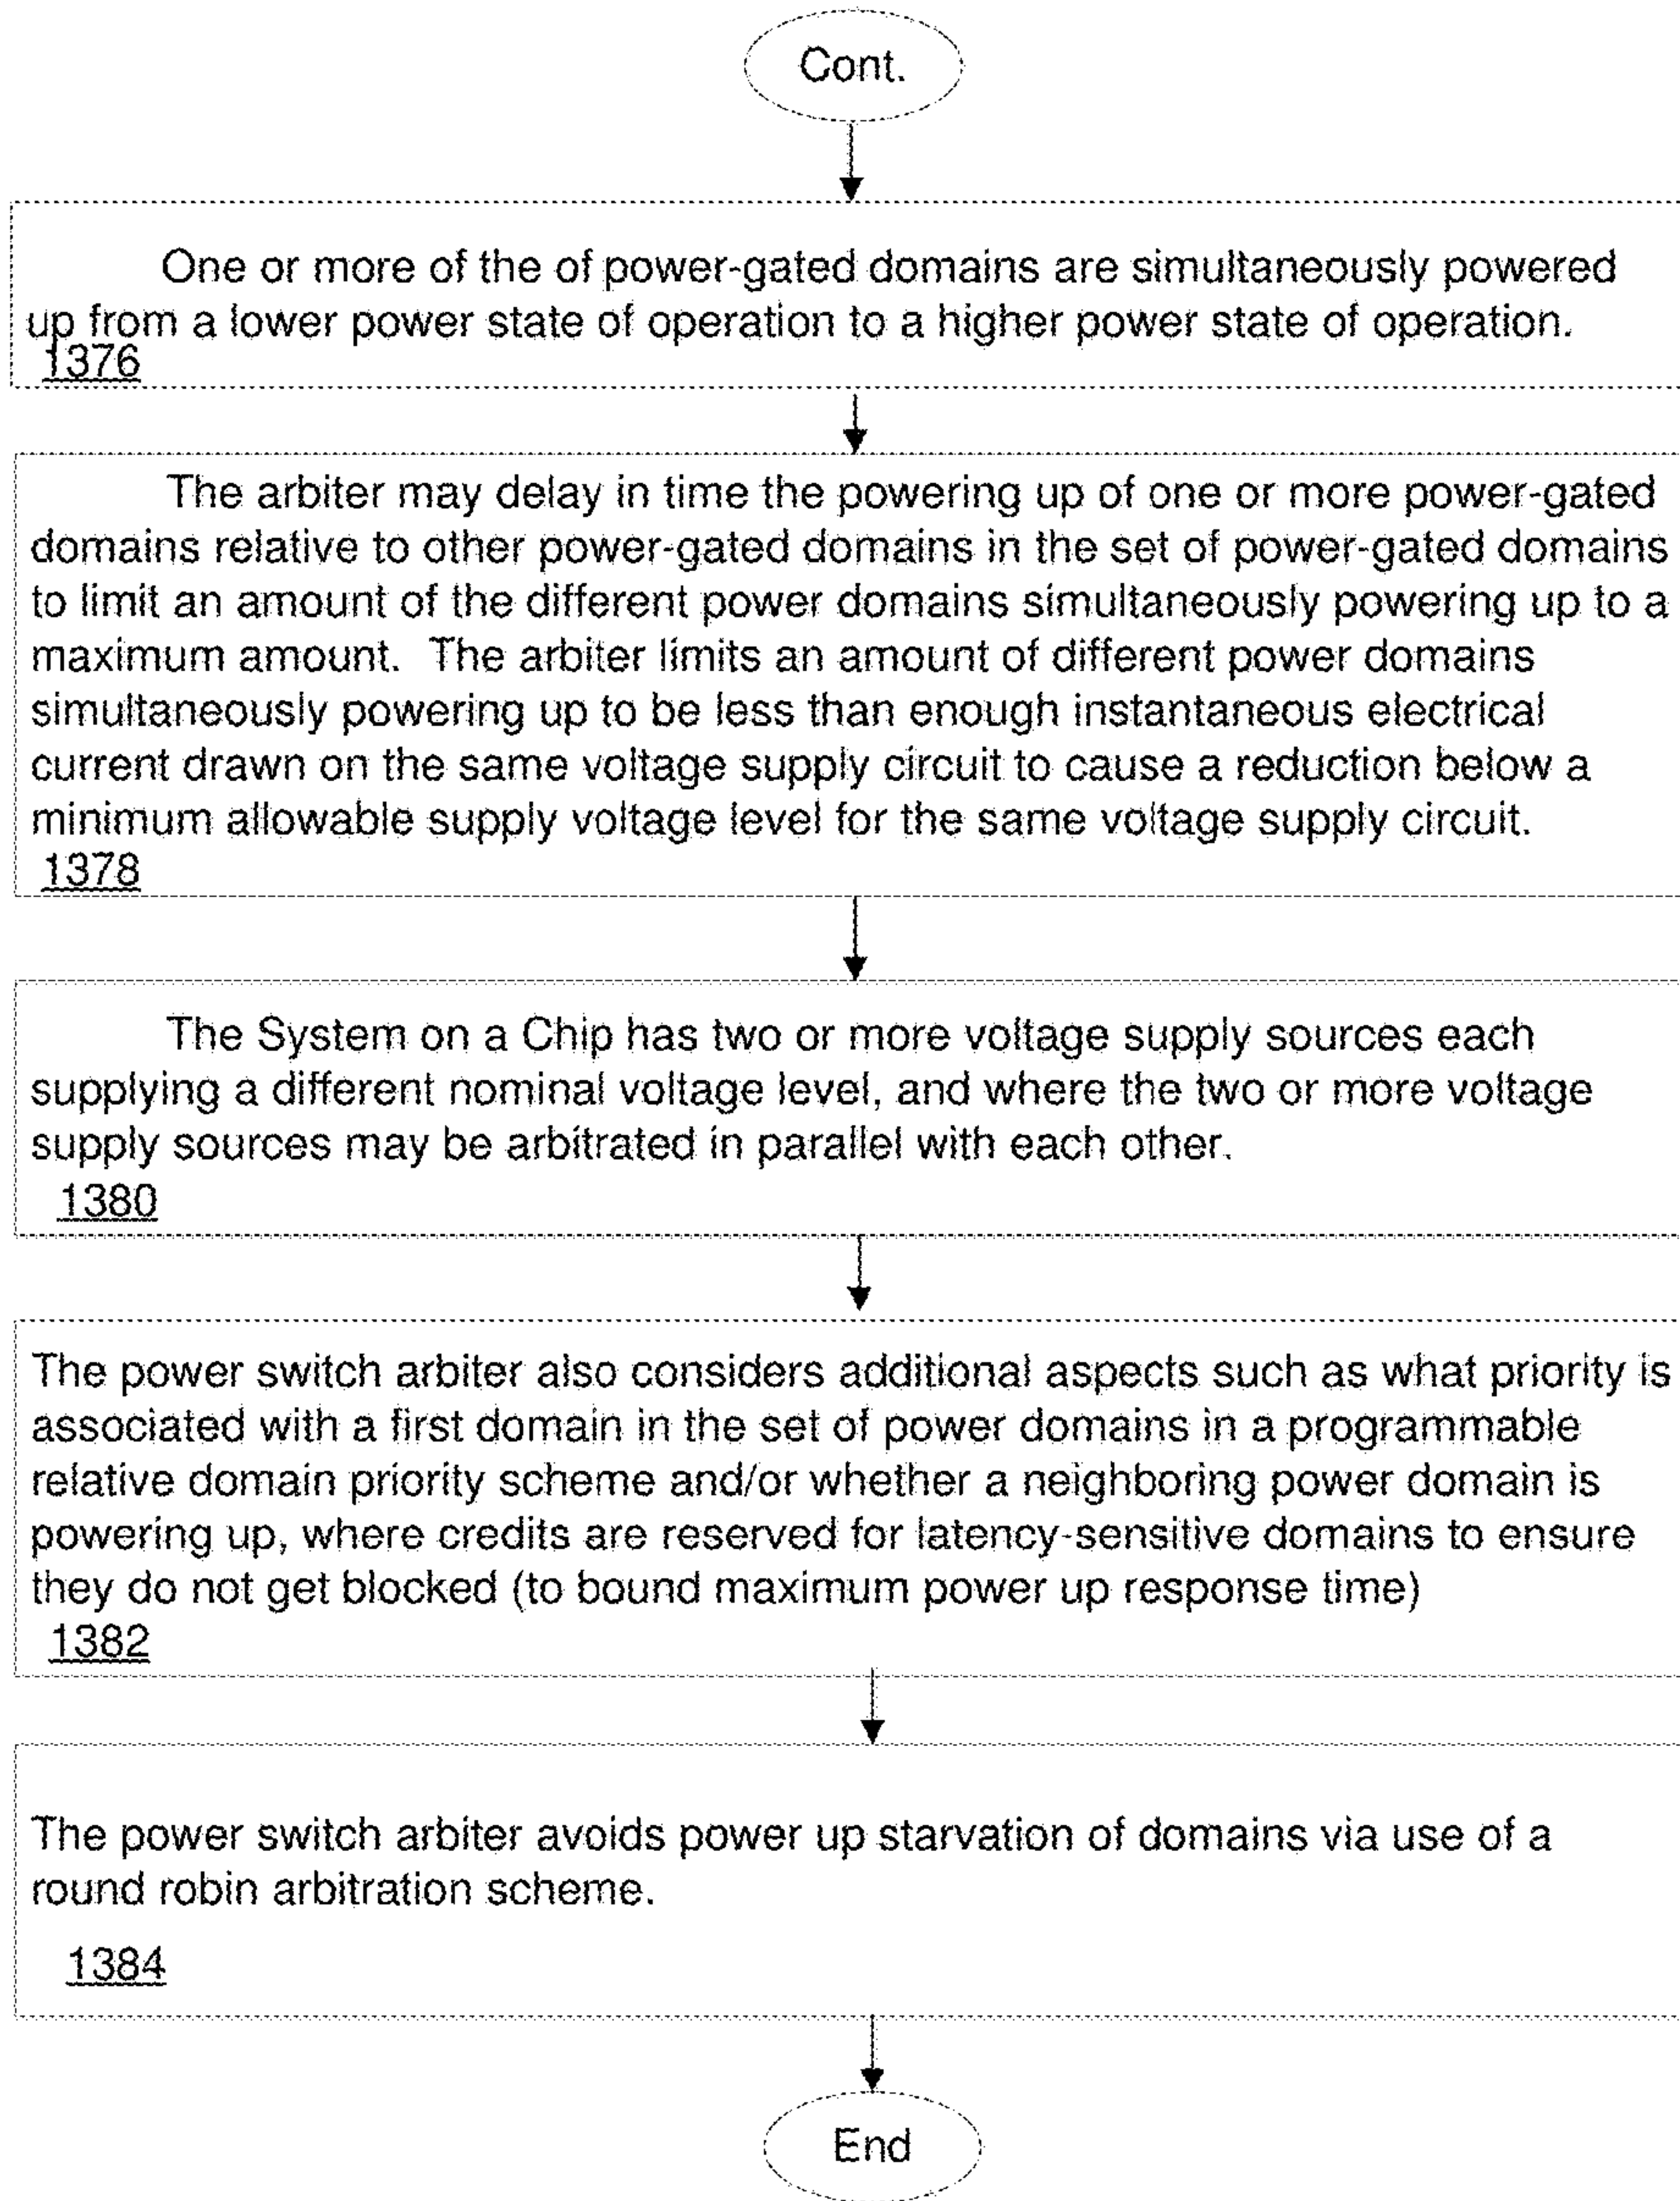 Cont.
One or more of the of power-gated domains are simultaneously powered
up from a lower power state of operation to a higher power state of operation.
1376
The arbiter may delay in time the powering up of one or more power-gated
domains relative to other power-gated domains in the set of power-gated domains
to limit an amount of the different power domains simultaneously powering up to a
maximum amount. The arbiter limits an amount of different power domains
simultaneously powering up to be less than enough instantaneous electrical
current drawn on the same voltage supply circuit to cause a reduction below a
minimum allowable supply voltage level for the same voltage supply circuit.
1378
The System on a Chip has two or more voltage supply sources each
supplying a different nominal voltage level, and where the two or more voltage
supply sources may be arbitrated in parallel with each other.
1380
The power switch arbiter also considers additional aspects such as what priority is
associated with a first domain in the set of power domains in a programmable
relative domain priority scheme and/or whether a neighboring power domain is
powering up, where credits are reserved for latency-sensitive domains to ensure
they do not get blocked (to bound maximum power up response time)
1382
The power switch arbiter avoids power up starvation of domains via use of a
round robin arbitration scheme.
1384
End